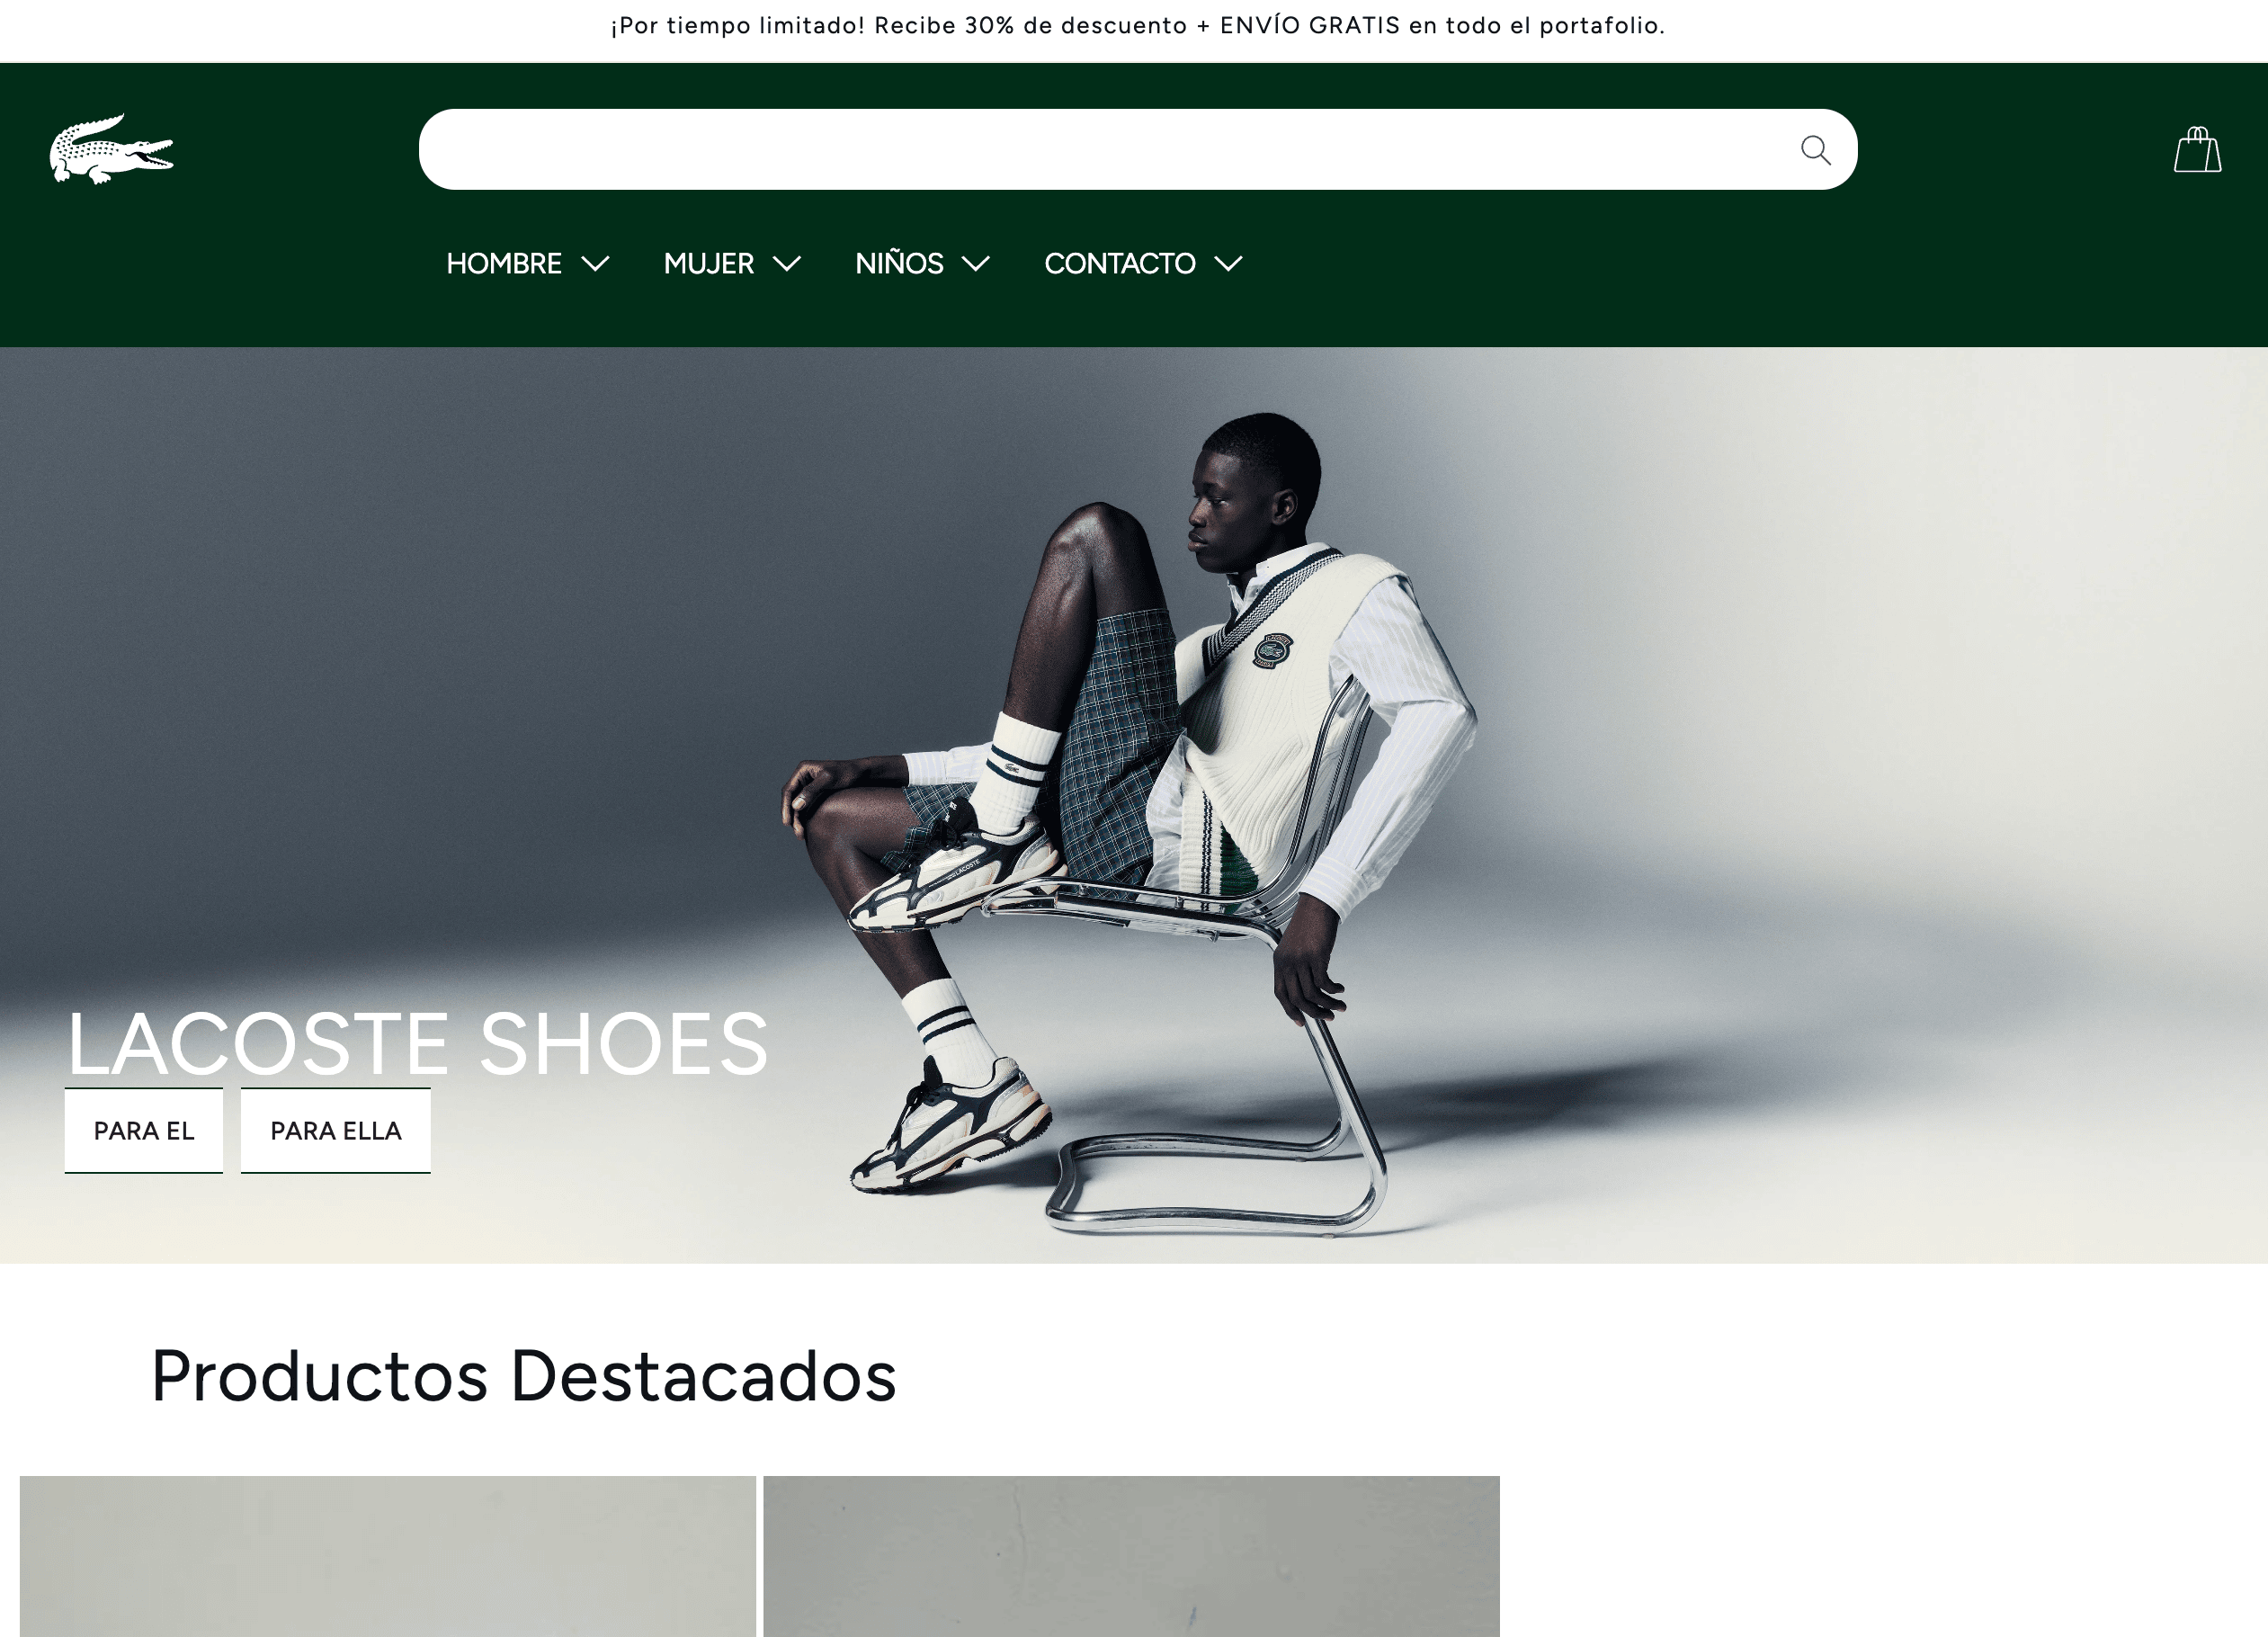 ¡Por tiempo limitado! Recibe 30% de descuento + ENVÍO GRATIS en todo el portafolio.
HOMBRE MUJER NIÑOS CONTACTO
LACOSTE
LACOSTE SHOES
PARA EL PARA ELLA
Productos Destacados